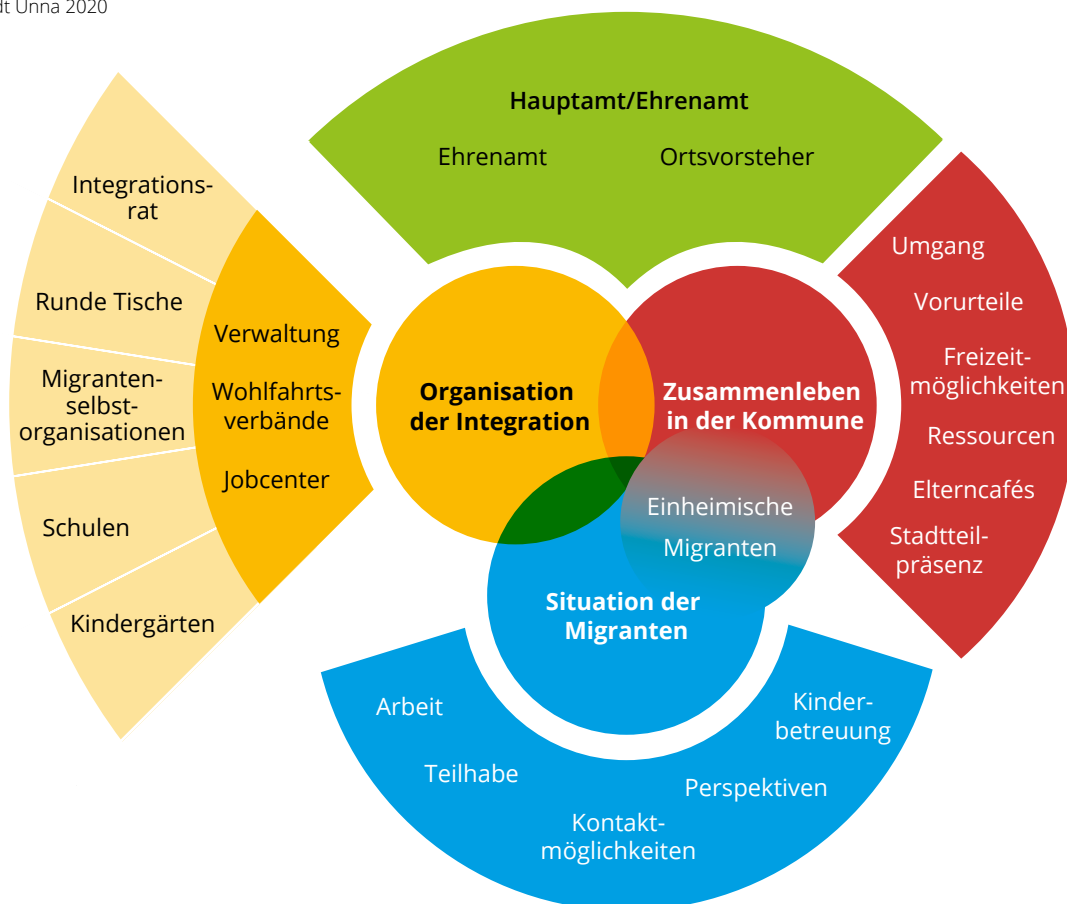 Unna 2020
Hauptamt/Ehrenamt
Ehrenamt
Ortsvorsteher
Integrations-
rat
Runde Tische
Migranten-
selbst-
organisationen
Schulen
Kindergärten
Verwaltung
Wohlfahrts-
verbände
Jobcenter
Organisation
der Integration
Zusammenleben
in der Kommune
Einheimische
Migranten
Situation der
Migranten
Umgang
Vorurteile
Freizeit-
möglichkeiten
Ressourcen
Elterncafés
Stadtteil-
präsenz
Arbeit
Teilhabe
Kontakt-
möglichkeiten
Perspektiven
Kinder-
betreuung